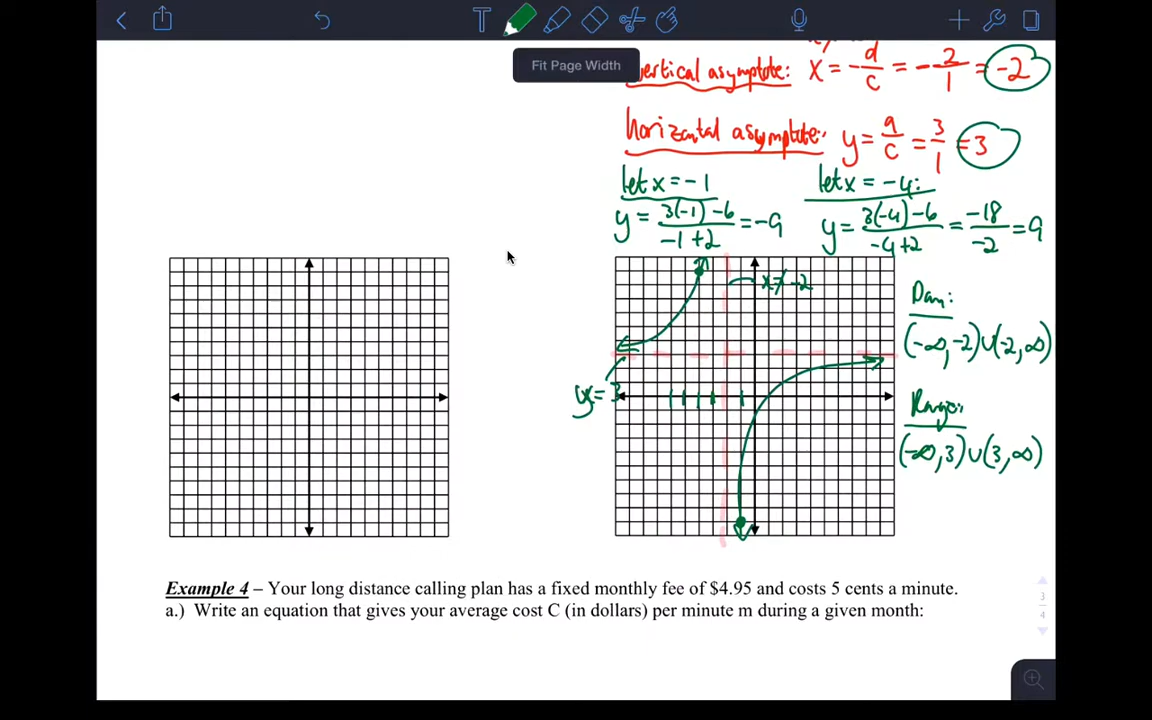 T
Fit Page Width
vertical asymptote: x = -d/c = -2/1 = -2
horizontal asymptote: y = a/c = 3/1 = 3
let x = -1
y = 3(-1)-6/-1+2 = -9
let x = -4:
y = 3(-4)-6/-4+2 = -18/-2 = 9
x ≠ -2
y ≠ 3
Dom:
(-∞,-2)∪(-2,∞)
Range:
(-∞,3)∪(3,∞)
Example 4 – Your long distance calling plan has a fixed monthly fee of $4.95 and costs 5 cents a minute.
a.) Write an equation that gives your average cost C (in dollars) per minute m during a given month:
3
4